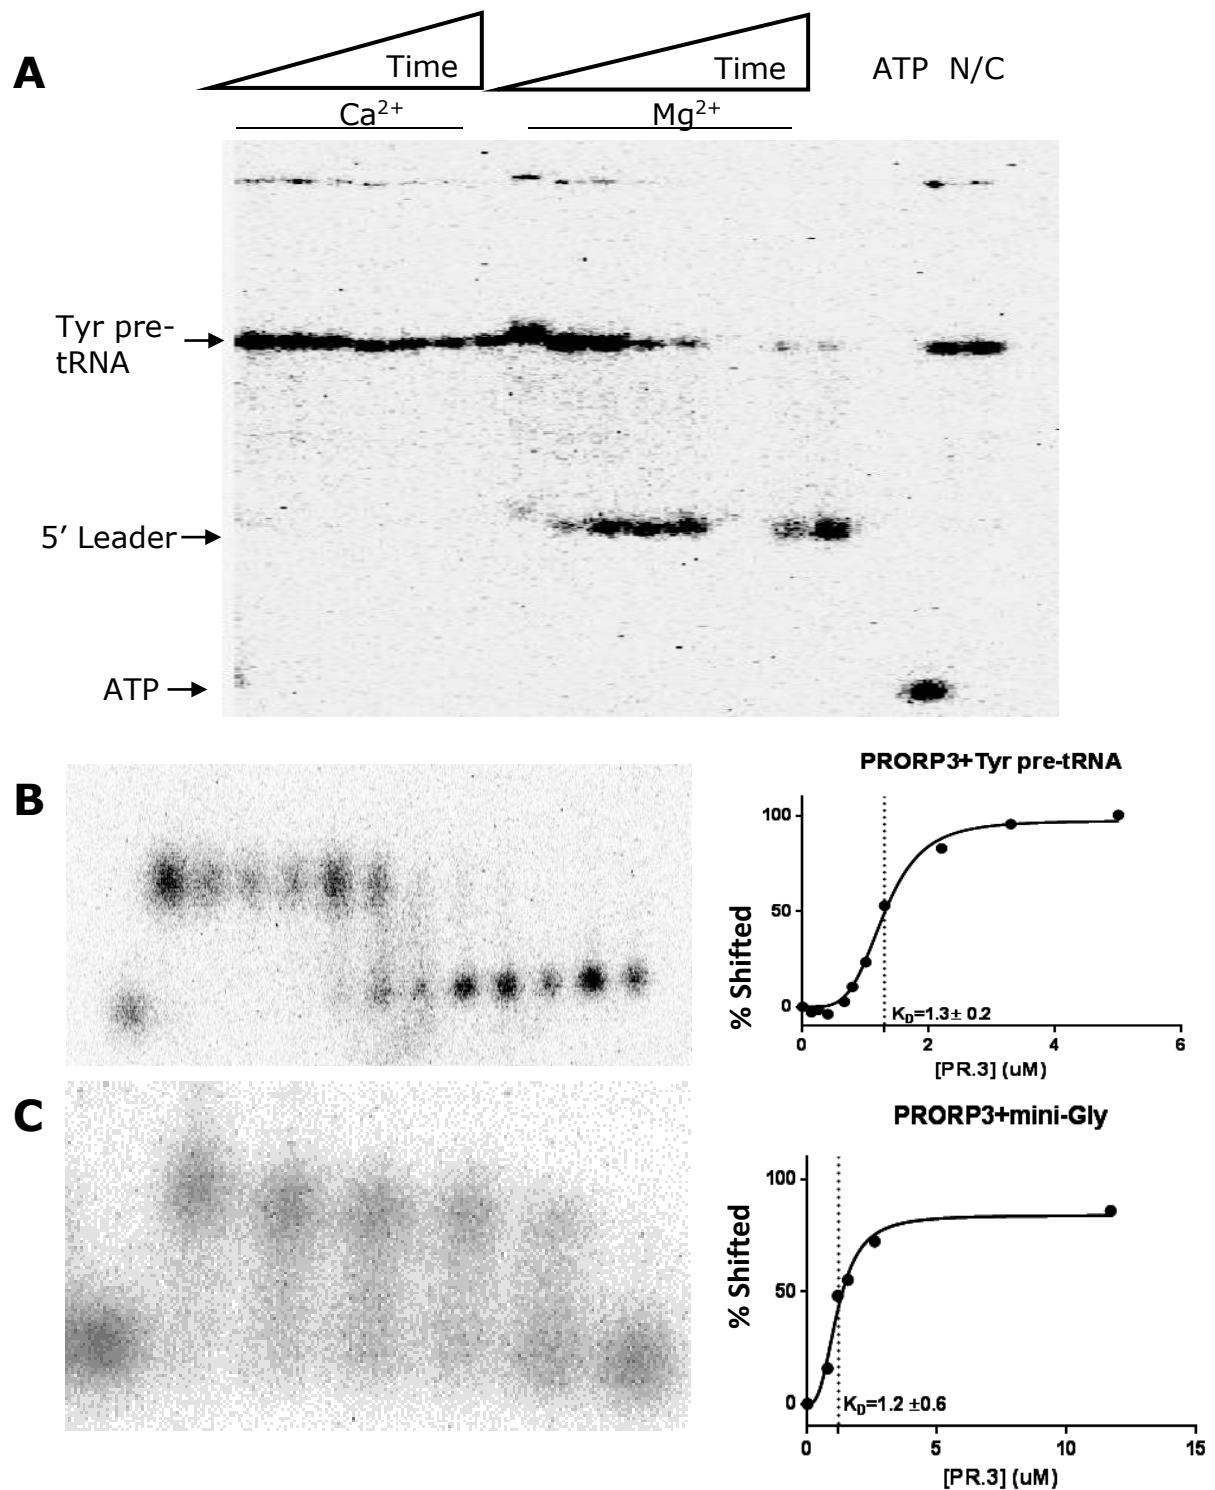 A
Time
Time
ATP N/C
Ca²⁺
Mg²⁺
Tyr pre-
tRNA
5′ Leader
ATP
B
PRORP3+Tyr pre-tRNA
100
50
0
% Shifted
K_D=1.3± 0.2
0 2 4 6
[PR.3] (uM)
C
PRORP3+mini-Gly
100
50
0
% Shifted
K_D=1.2 ±0.6
0 5 10 15
[PR.3] (uM)